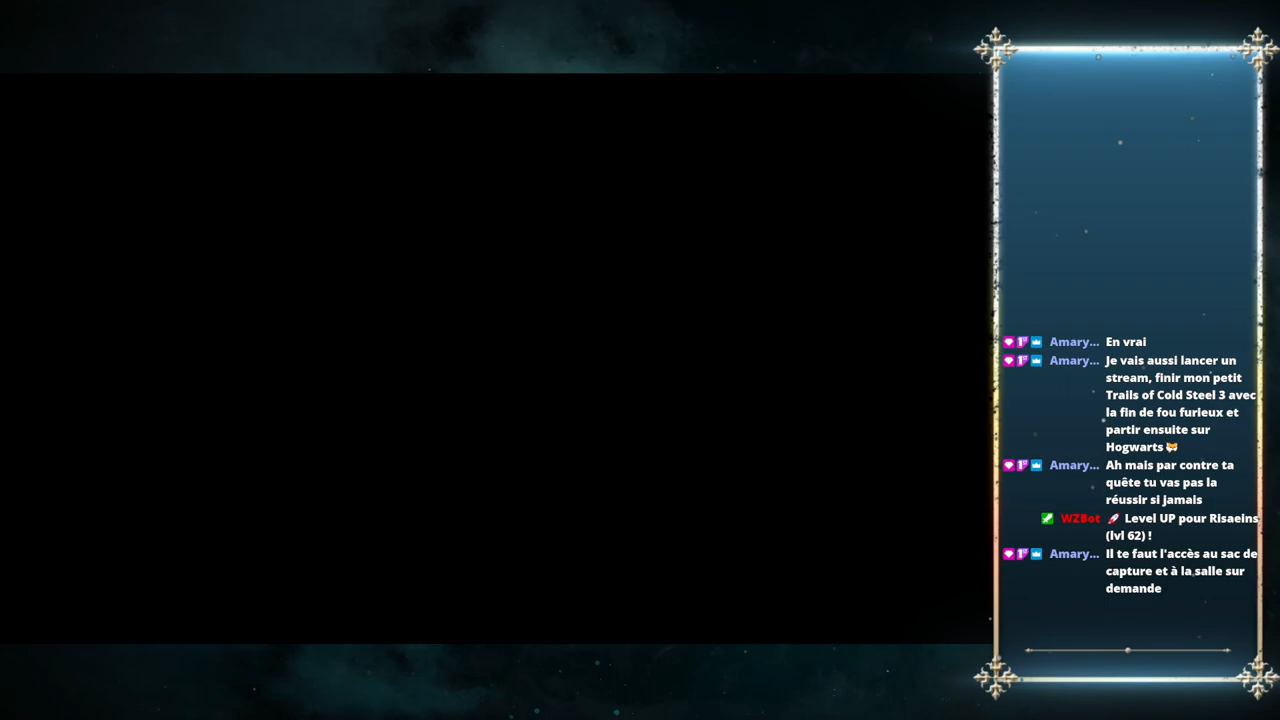 Amary... En vrai
Amary... Je vais aussi lancer un
stream, finir mon petit
Trails of Cold Steel 3 avec
la fin de fou furieux et
partir ensuite sur
Hogwarts
Amary... Ah mais par contre ta
quête tu vas pas la
réussir si jamais
WZBot 🚀 Level UP pour Risaeins
(lvl 62) !
Amary... Il te faut l'accès au sac de
capture et à la salle sur
demande